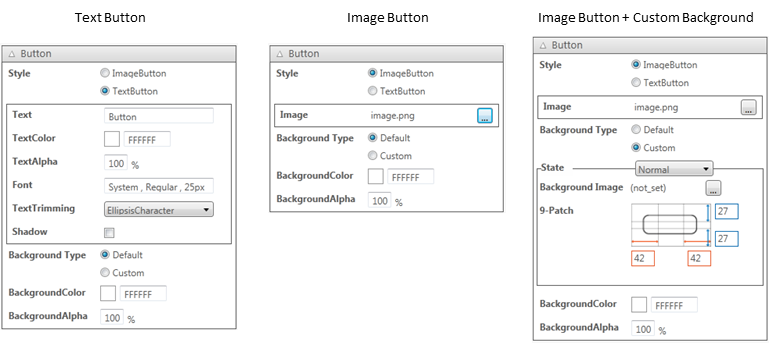 Text Button
Button
Style ImageButton
TextButton
Text Button
TextColor FFFFFF
TextAlpha 100 %
Font System , Regular , 25px
TextTrimming EllipsisCharacter
Shadow
Background Type Default
Custom
BackgroundColor FFFFFF
BackgroundAlpha 100 %
Image Button
Button
Style ImageButton
TextButton
Image image.png ...
Background Type Default
Custom
BackgroundColor FFFFFF
BackgroundAlpha 100 %
Image Button + Custom Background
Button
Style ImageButton
TextButton
Image image.png ...
Background Type Default
Custom
State Normal
Background Image (not_set) ...
9-Patch 27
27
42 42
BackgroundColor FFFFFF
BackgroundAlpha 100 %